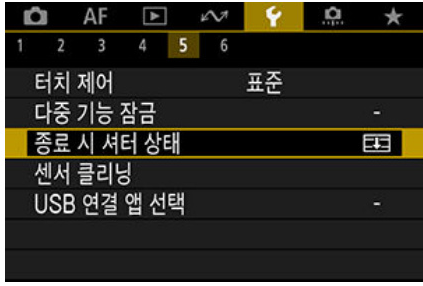 AF
1 2 3 4 5 6
터치 제어 표준
다중 기능 잠금 -
종료 시 셔터 상태
센서 클리닝
USB 연결 앱 선택 -